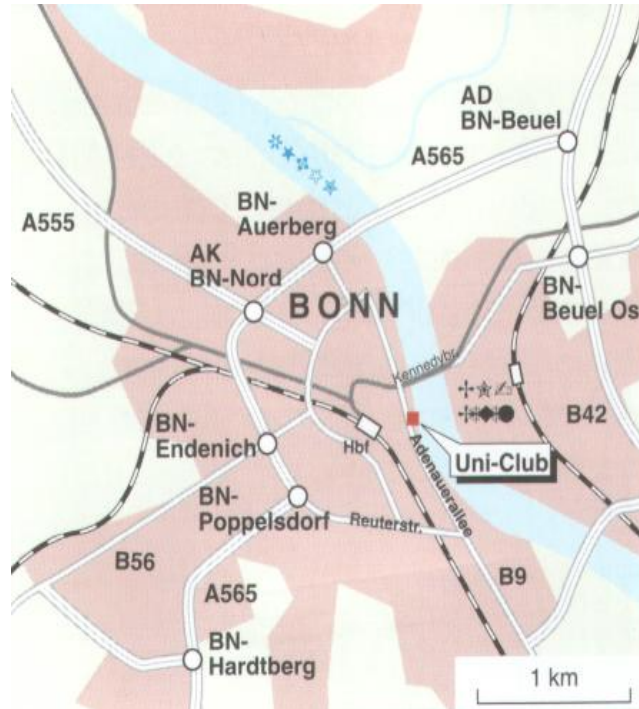 AD
BN-Beuel
A565
A555
BN-
Auerberg
AK
BN-Nord
BONN
BN-
Beuel Os
Kennedybr.
✢✮✍
✢❈◆❈●
B42
BN-
Endenich
Hbf
Adenauerallee
Uni-Club
BN-
Poppelsdorf
Reuterstr.
B56
A565
B9
BN-
Hardtberg
1 km